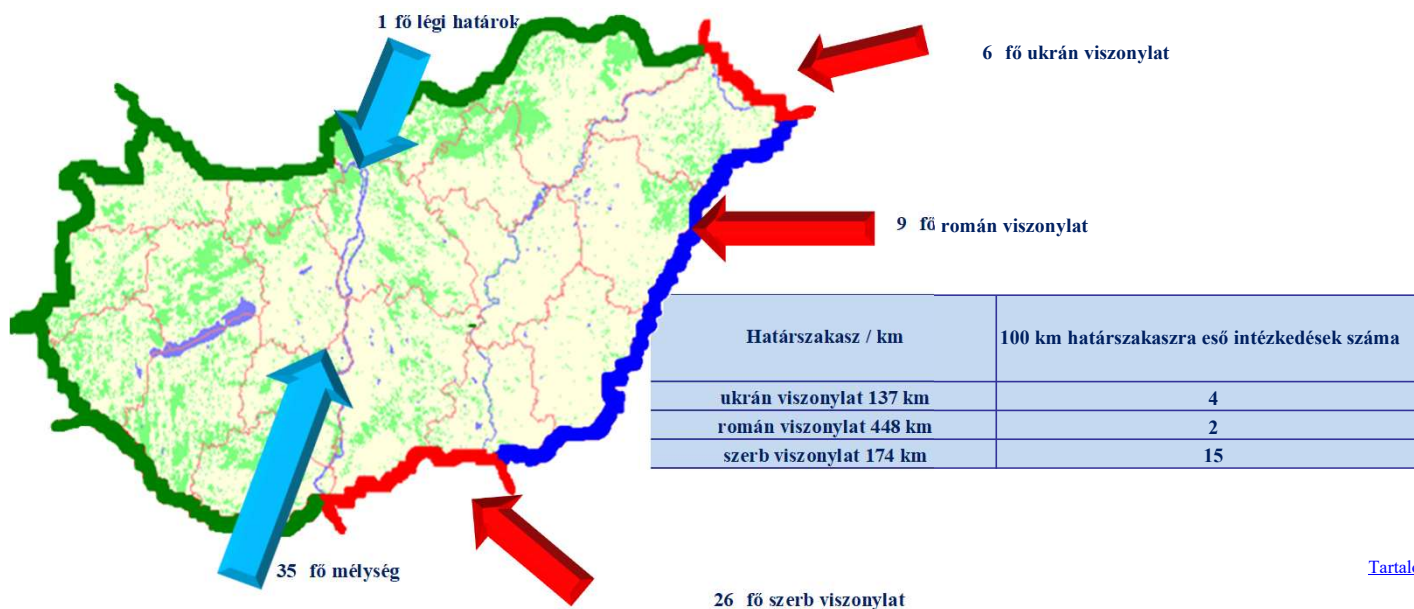 1 fő légi határok
6 fő ukrán viszonylat
9 fő román viszonylat
Határszakasz / km 100 km határszakaszra eső intézkedések száma
ukrán viszonylat 137 km 4
román viszonylat 448 km 2
szerb viszonylat 174 km 15
35 fő mélység
26 fő szerb viszonylat